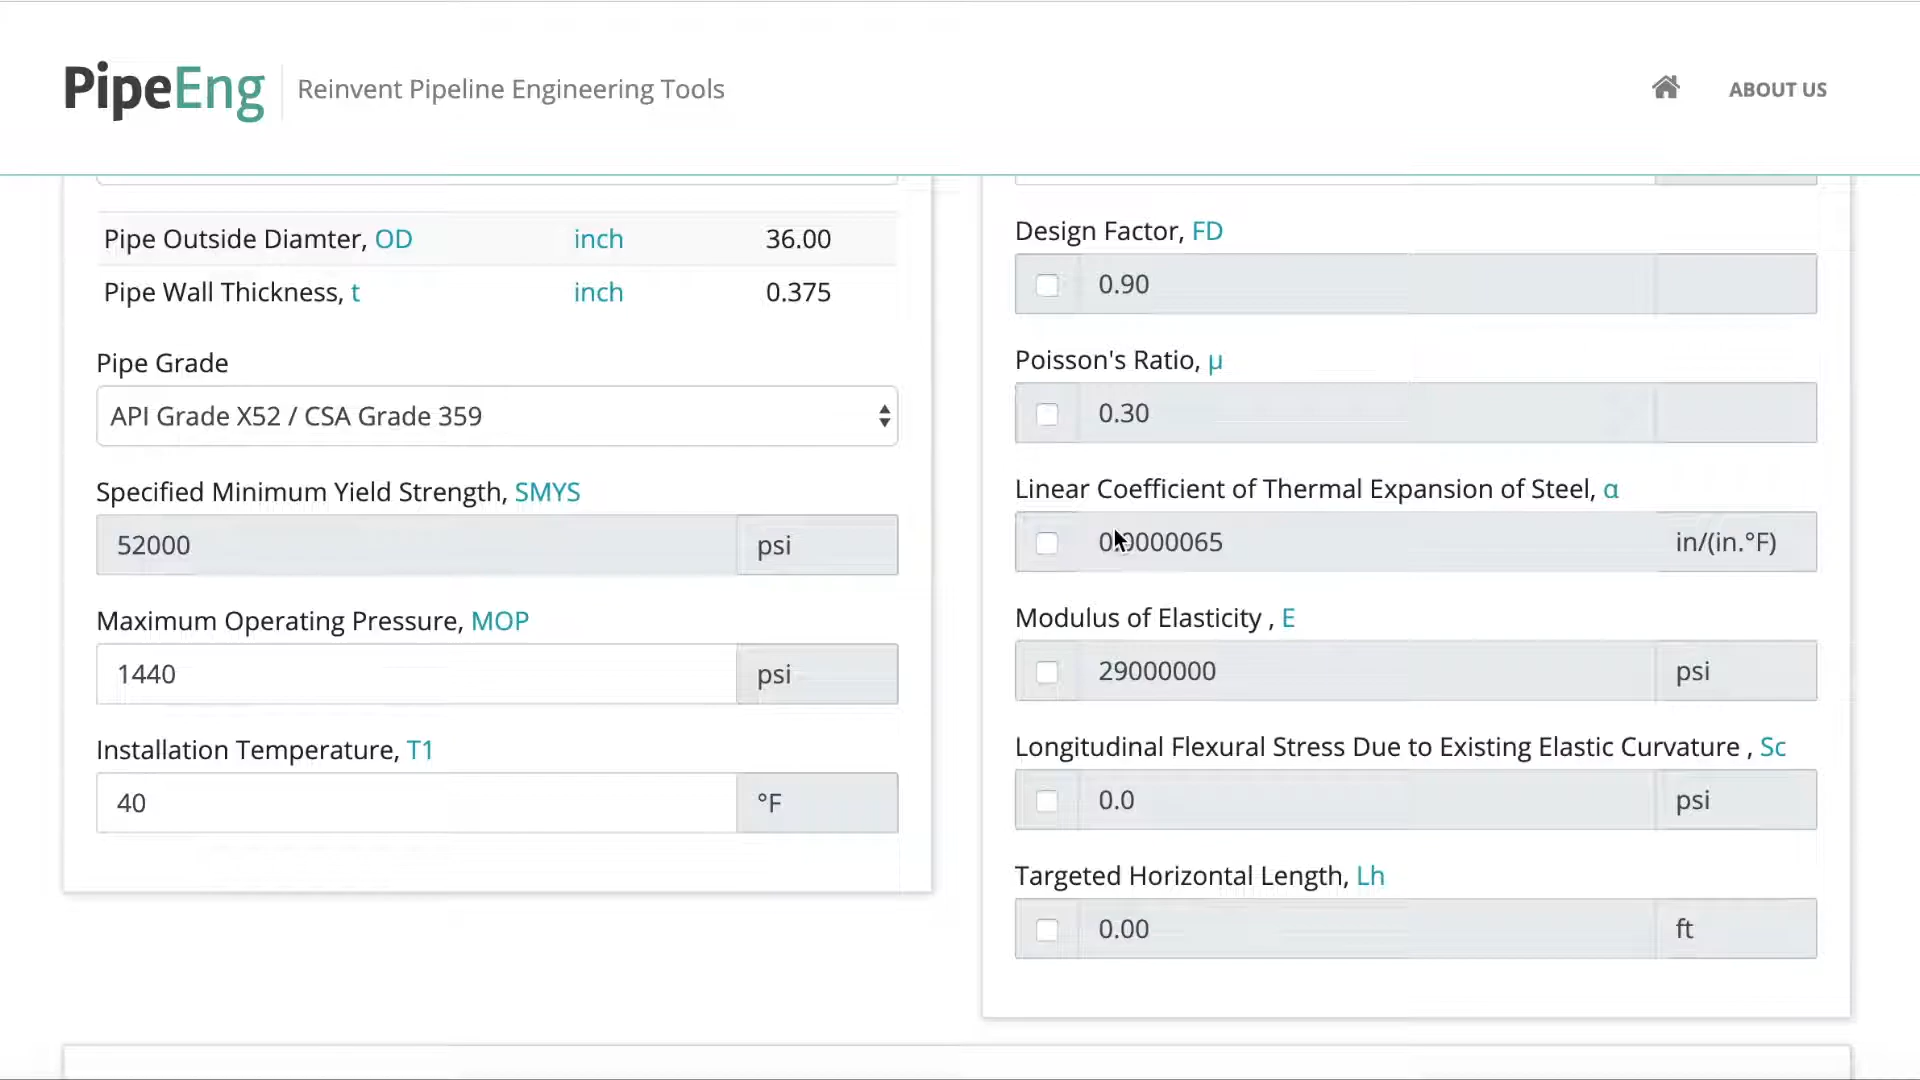 PipeEng
Reinvent Pipeline Engineering Tools
ABOUT US
Pipe Outside Diamter, OD inch 36.00
Pipe Wall Thickness, t inch 0.375
Pipe Grade
API Grade X52 / CSA Grade 359
Specified Minimum Yield Strength, SMYS
52000 psi
Maximum Operating Pressure, MOP
1440 psi
Installation Temperature, T1
40 °F
Design Factor, FD
0.90
Poisson's Ratio, μ
0.30
Linear Coefficient of Thermal Expansion of Steel, α
0.0000065 in/(in.°F)
Modulus of Elasticity , E
29000000 psi
Longitudinal Flexural Stress Due to Existing Elastic Curvature , Sc
0.0 psi
Targeted Horizontal Length, Lh
0.00 ft